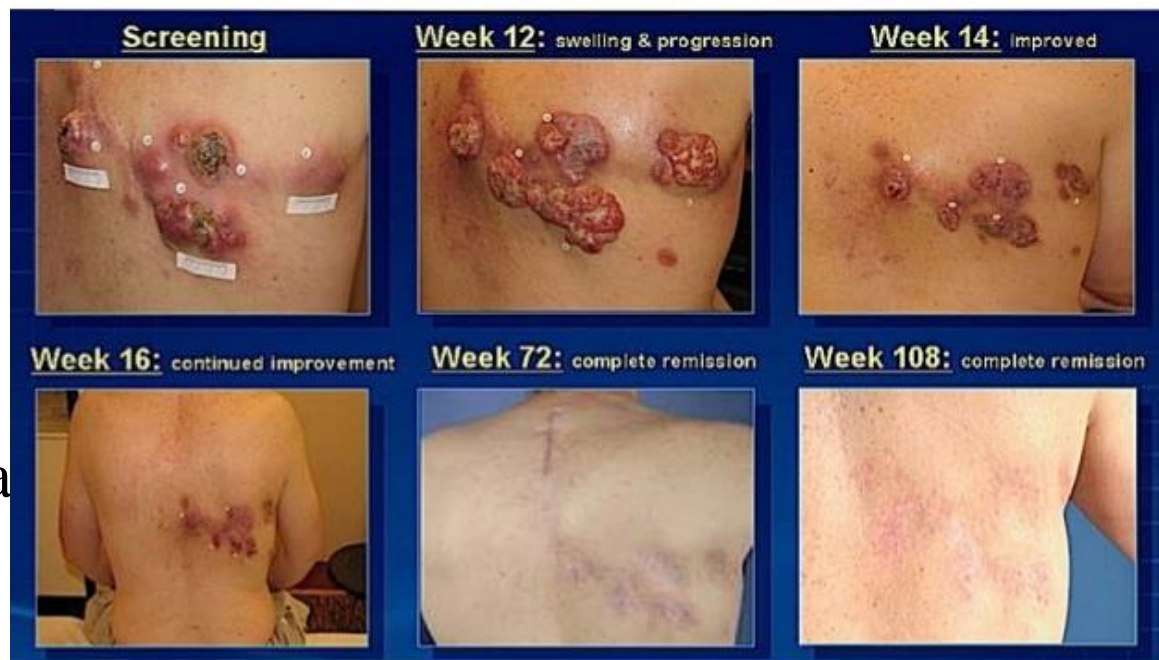 Screening
Week 12: swelling & progression
Week 14: improved
Week 16: continued improvement
Week 72: complete remission
Week 108: complete remission
a